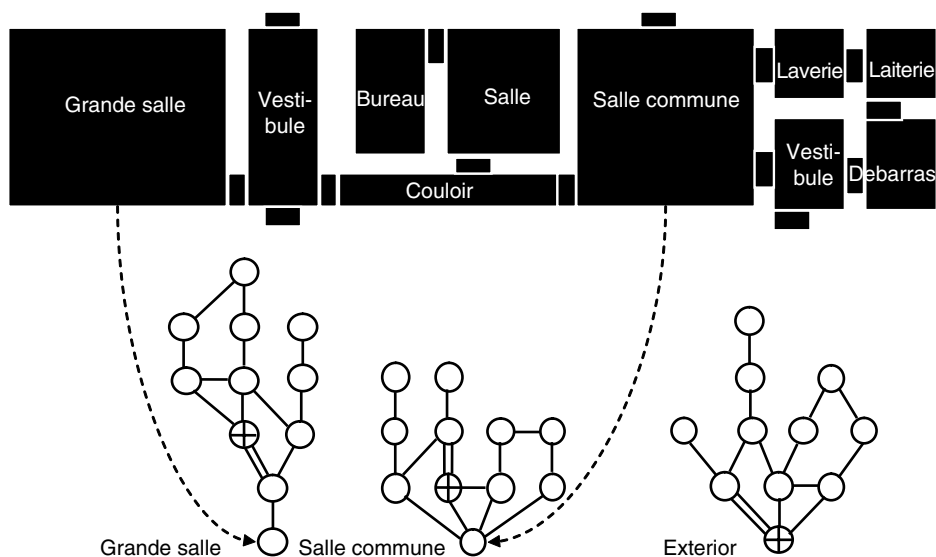 Grande salle
Vesti-
bule
Bureau
Salle
Salle commune
Laverie
Laiterie
Couloir
Vesti-
bule
Debarras
Grande salle
Salle commune
Exterior